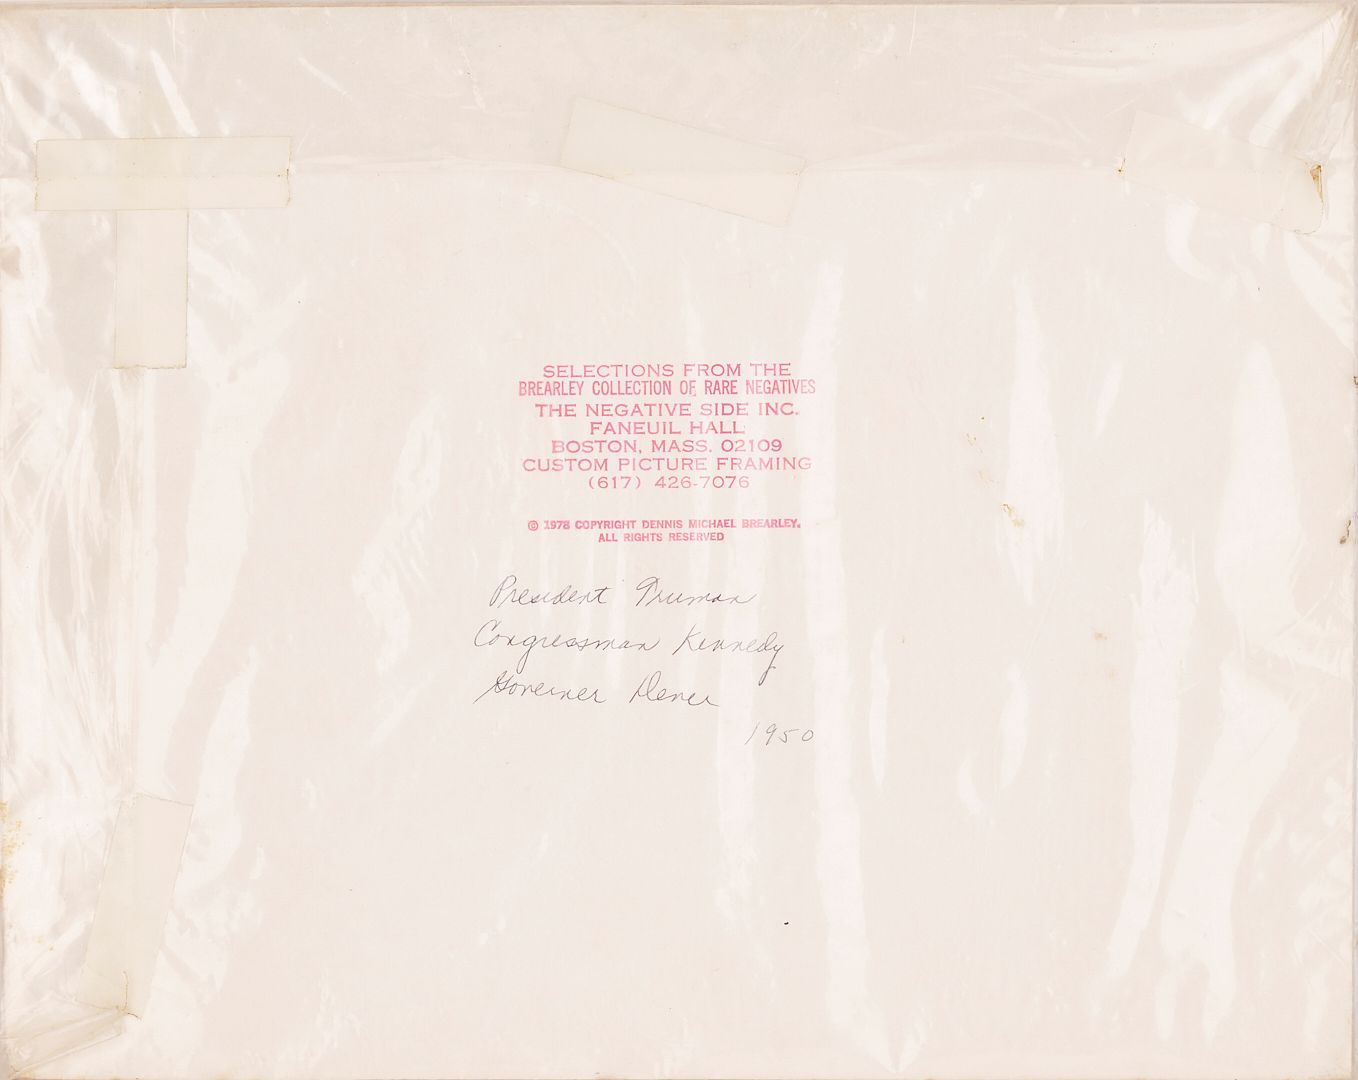 SELECTIONS FROM THE
BREARLEY COLLECTION OF RARE NEGATIVES
THE NEGATIVE SIDE INC.
FANEUIL HALL
BOSTON, MASS. 02109
CUSTOM PICTURE FRAMING
(617) 426-7076
© 1978 COPYRIGHT DENNIS MICHAEL BREARLEY.
ALL RIGHTS RESERVED
President Truman
Congressman Kennedy
Governer Dever
1950